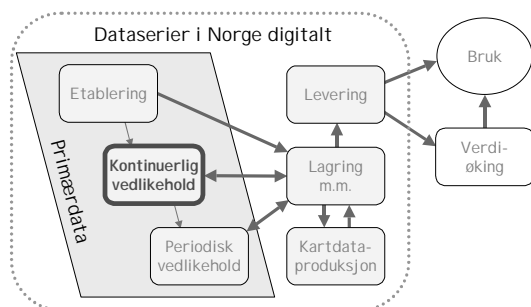 Dataserier i Norge digitalt
Bruk
Etablering
Levering
Primærdata
Kontinuerlig
vedlikehold
Lagring
m.m.
Verdi-
øking
Periodisk
vedlikehold
Kartdata-
produksjon